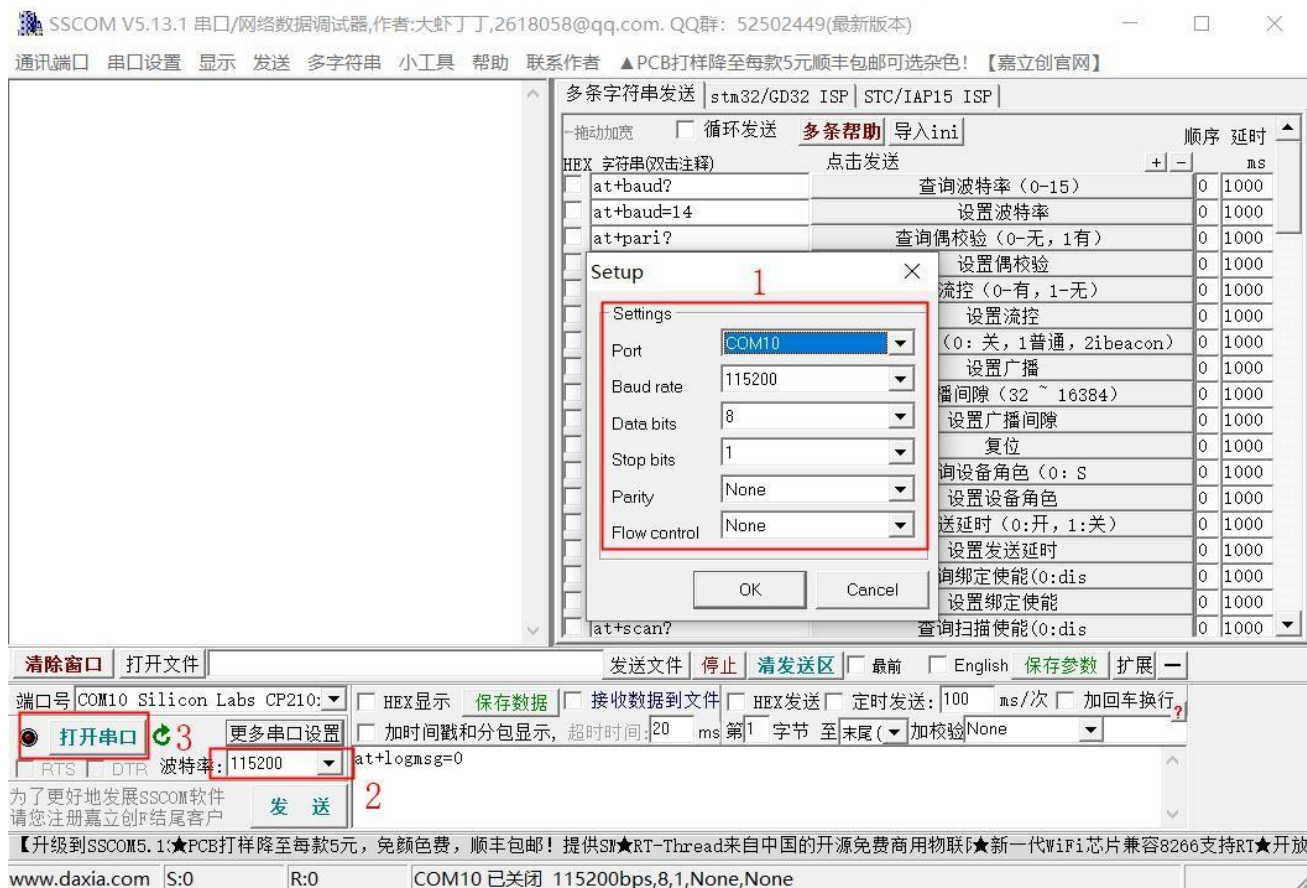 SSCOM V5.13.1 串口/网络数据调试器,作者:大虾丁丁,2618058@qq.com. QQ群: 52502449(最新版本)
通讯端口 串口设置 显示 发送 多字符串 小工具 帮助 联系作者 ▲PCB打样降至每款5元顺丰包邮可选杂色！【嘉立创官网】
多条字符串发送 stm32/GD32 ISP STC/IAP15 ISP
←拖动加宽 循环发送 多条帮助 导入ini 顺序 延时
HEX 字符串(双击注释) 点击发送 + - ms
at+baud? 查询波特率（0-15） 0 1000
at+baud=14 设置波特率 0 1000
at+pari? 查询偶校验（0-无，1有） 0 1000
设置偶校验 0 1000
流控（0-有，1-无） 0 1000
设置流控 0 1000
（0: 关，1普通，2ibeacon） 0 1000
设置广播 0 1000
播间隙（32 ~ 16384） 0 1000
设置广播间隙 0 1000
复位 0 1000
询设备角色（0: S 0 1000
设置设备角色 0 1000
送延时（0:开，1:关） 0 1000
设置发送延时 0 1000
询绑定使能(0:dis 0 1000
设置绑定使能 0 1000
at+scan? 查询扫描使能(0:dis 0 1000
Setup
1
Settings
Port COM10
Baud rate 115200
Data bits 8
Stop bits 1
Parity None
Flow control None
OK Cancel
清除窗口 打开文件 发送文件 停止 清发送区 最前 English 保存参数 扩展 —
端口号 COM10 Silicon Labs CP210: HEX显示 保存数据 接收数据到文件 HEX发送 定时发送: 100 ms/次 加回车换行 ?
打开串口 3 更多串口设置 加时间戳和分包显示, 超时时间: 20 ms 第1 字节 至 末尾( 加校验 None
RTS DTR 波特率: 115200 at+logmsg=0
2
为了更好地发展SSCOM软件
请您注册嘉立创F结尾客户
发 送
【升级到SSCOM5.1:★PCB打样降至每款5元，免颜色费，顺丰包邮！提供SM★RT-Thread来自中国的开源免费商用物联★新一代WiFi芯片兼容8266支持RT★开放
www.daxia.com S:0 R:0 COM10 已关闭 115200bps,8,1,None,None